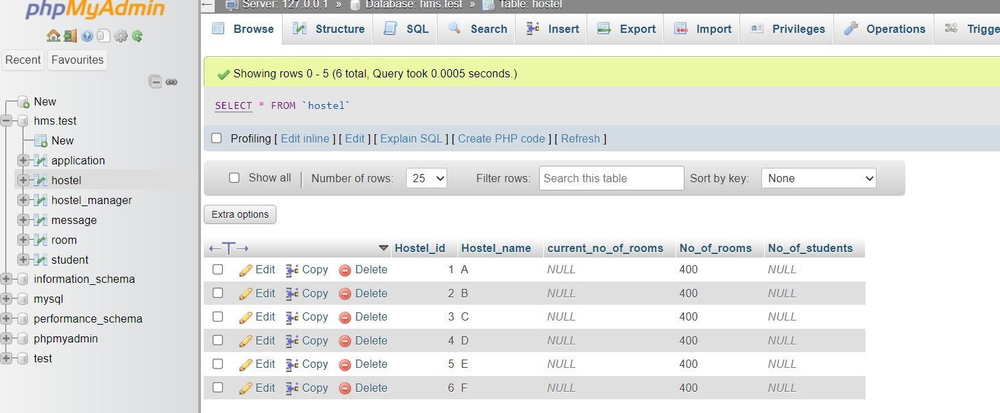 phpMyAdmin
Recent Favourites
New
hms.test
New
application
hostel
hostel_manager
message
room
student
information_schema
mysql
performance_schema
phpmyadmin
test
Server: 127.0.0.1 » Database: hms.test » Table: hostel
Browse Structure SQL Search Insert Export Import Privileges Operations Trigge
Showing rows 0 - 5 (6 total, Query took 0.0005 seconds.)
SELECT * FROM `hostel`
Profiling [ Edit inline ] [ Edit ] [ Explain SQL ] [ Create PHP code ] [ Refresh ]
Show all Number of rows: 25 Filter rows: Search this table Sort by key: None
Extra options
←T→ Hostel_id Hostel_name current_no_of_rooms No_of_rooms No_of_students
Edit Copy Delete 1 A NULL 400 NULL
Edit Copy Delete 2 B NULL 400 NULL
Edit Copy Delete 3 C NULL 400 NULL
Edit Copy Delete 4 D NULL 400 NULL
Edit Copy Delete 5 E NULL 400 NULL
Edit Copy Delete 6 F NULL 400 NULL